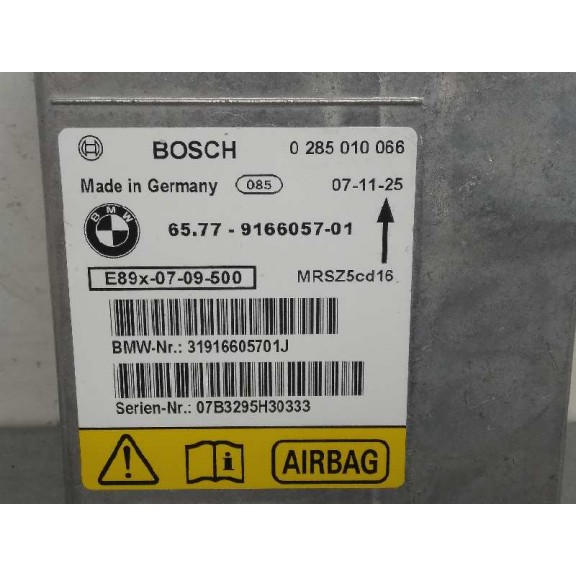 BOSCH 0 285 010 066
Made in Germany 085 07-11-25
BMW 65.77 - 9166057-01
E89x-07-09-500 MRSZ5cd16
BMW-Nr.: 31916605701J
Serien-Nr.: 07B3295H30333
AIRBAG